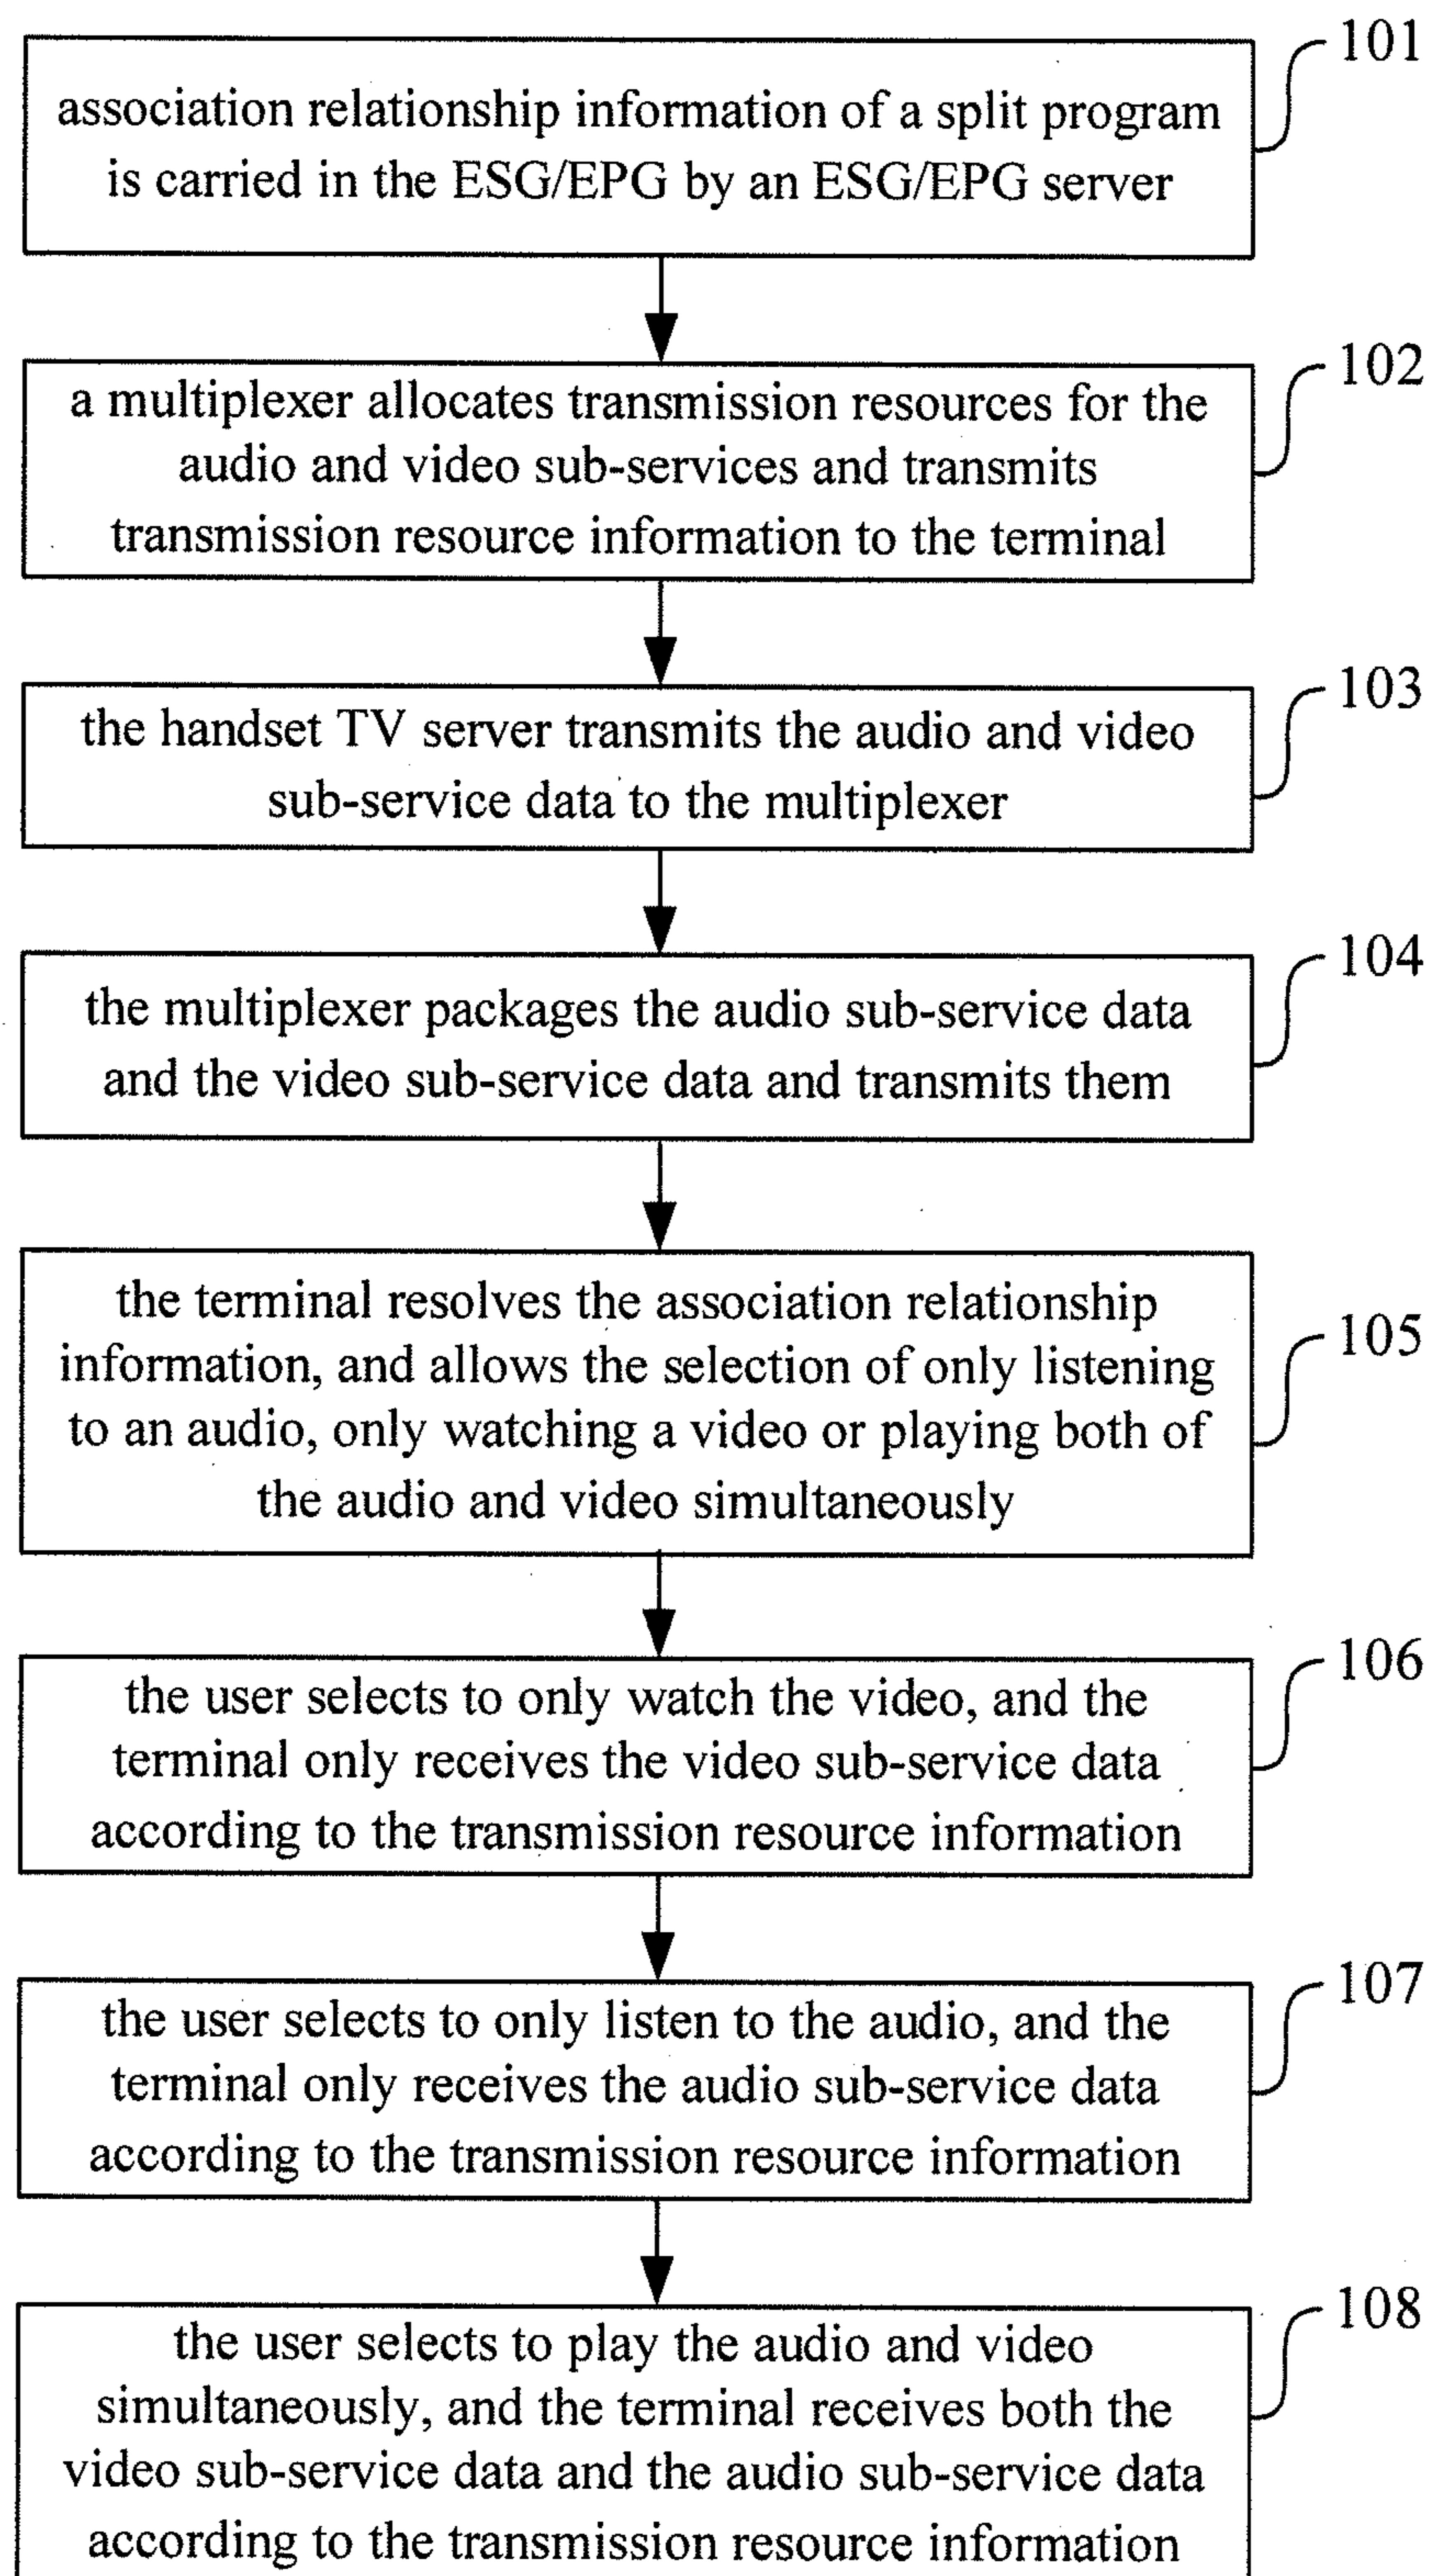 101
association relationship information of a split program
is carried in the ESG/EPG by an ESG/EPG server
102
a multiplexer allocates transmission resources for the
audio and video sub-services and transmits
transmission resource information to the terminal
103
the handset TV server transmits the audio and video
sub-service data to the multiplexer
104
the multiplexer packages the audio sub-service data
and the video sub-service data and transmits them
105
the terminal resolves the association relationship
information, and allows the selection of only listening
to an audio, only watching a video or playing both of
the audio and video simultaneously
106
the user selects to only watch the video, and the
terminal only receives the video sub-service data
according to the transmission resource information
107
the user selects to only listen to the audio, and the
terminal only receives the audio sub-service data
according to the transmission resource information
108
the user selects to play the audio and video
simultaneously, and the terminal receives both the
video sub-service data and the audio sub-service data
according to the transmission resource information